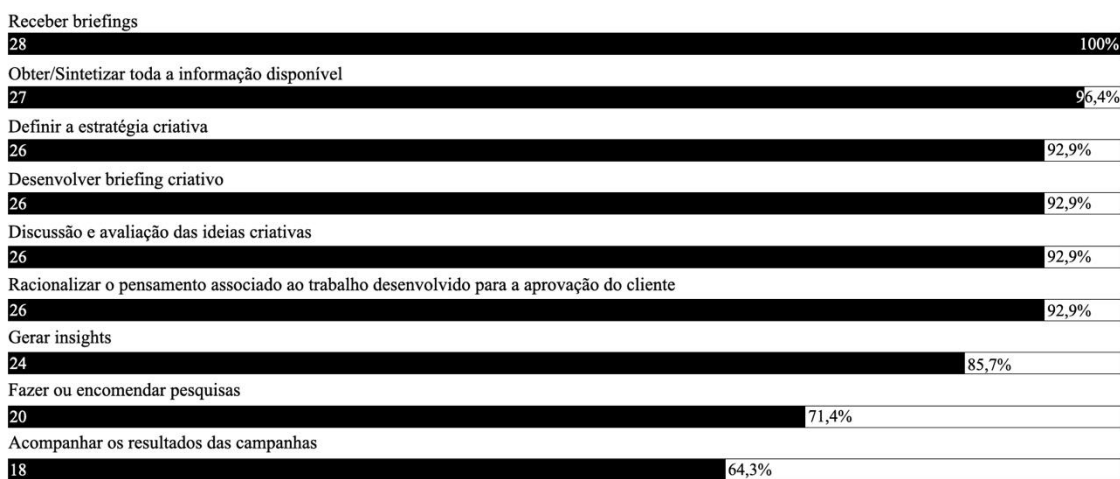 Receber briefings
28 100%
Obter/Sintetizar toda a informação disponível
27 96,4%
Definir a estratégia criativa
26 92,9%
Desenvolver briefing criativo
26 92,9%
Discussão e avaliação das ideias criativas
26 92,9%
Racionalizar o pensamento associado ao trabalho desenvolvido para a aprovação do cliente
26 92,9%
Gerar insights
24 85,7%
Fazer ou encomendar pesquisas
20 71,4%
Acompanhar os resultados das campanhas
18 64,3%